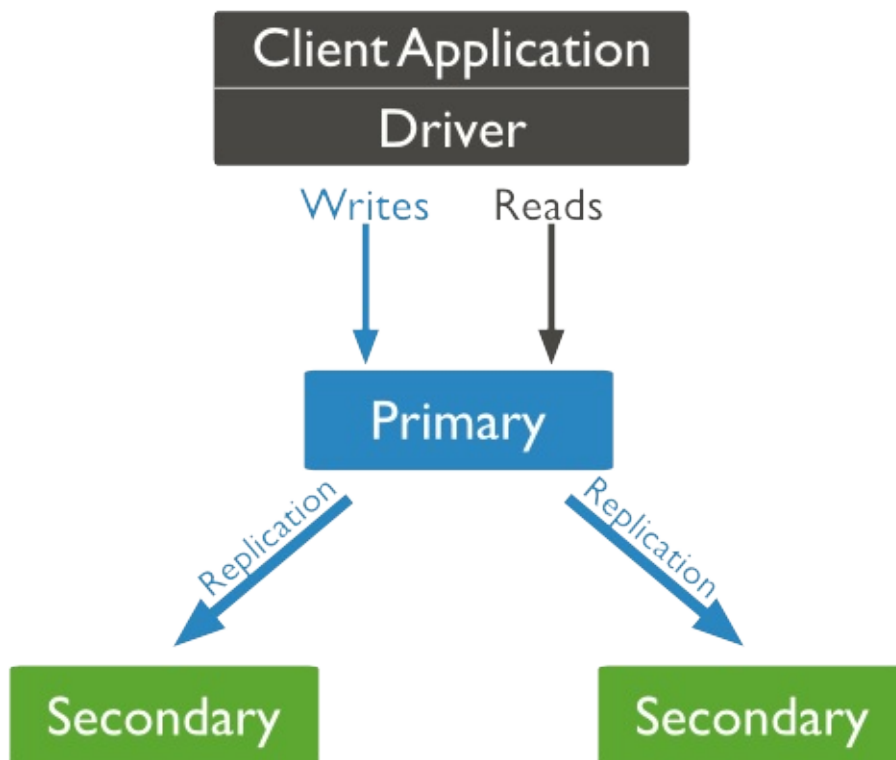 Client Application
Driver
Writes Reads
Primary
Replication Replication
Secondary Secondary